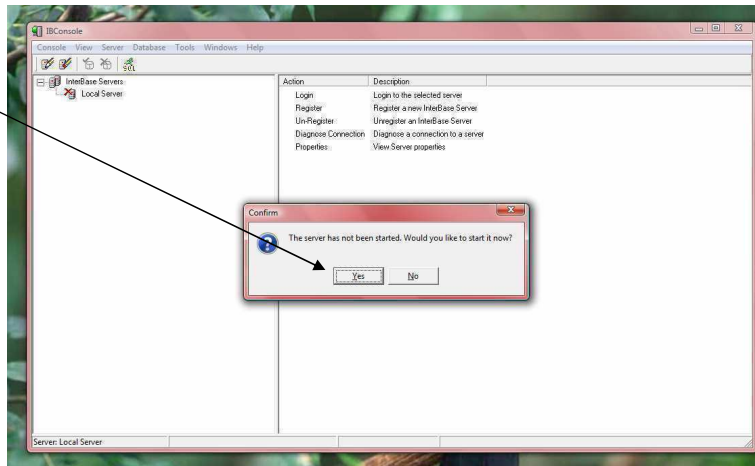 IBConsole
Console View Server Database Tools Windows Help
InterBase Servers
Local Server
Action Description
Login Login to the selected server
Register Register a new InterBase Server
Un-Register Unregister an InterBase Server
Diagnose Connection Diagnose a connection to a server
Properties View Server properties
Confirm
The server has not been started. Would you like to start it now?
Yes No
Server: Local Server